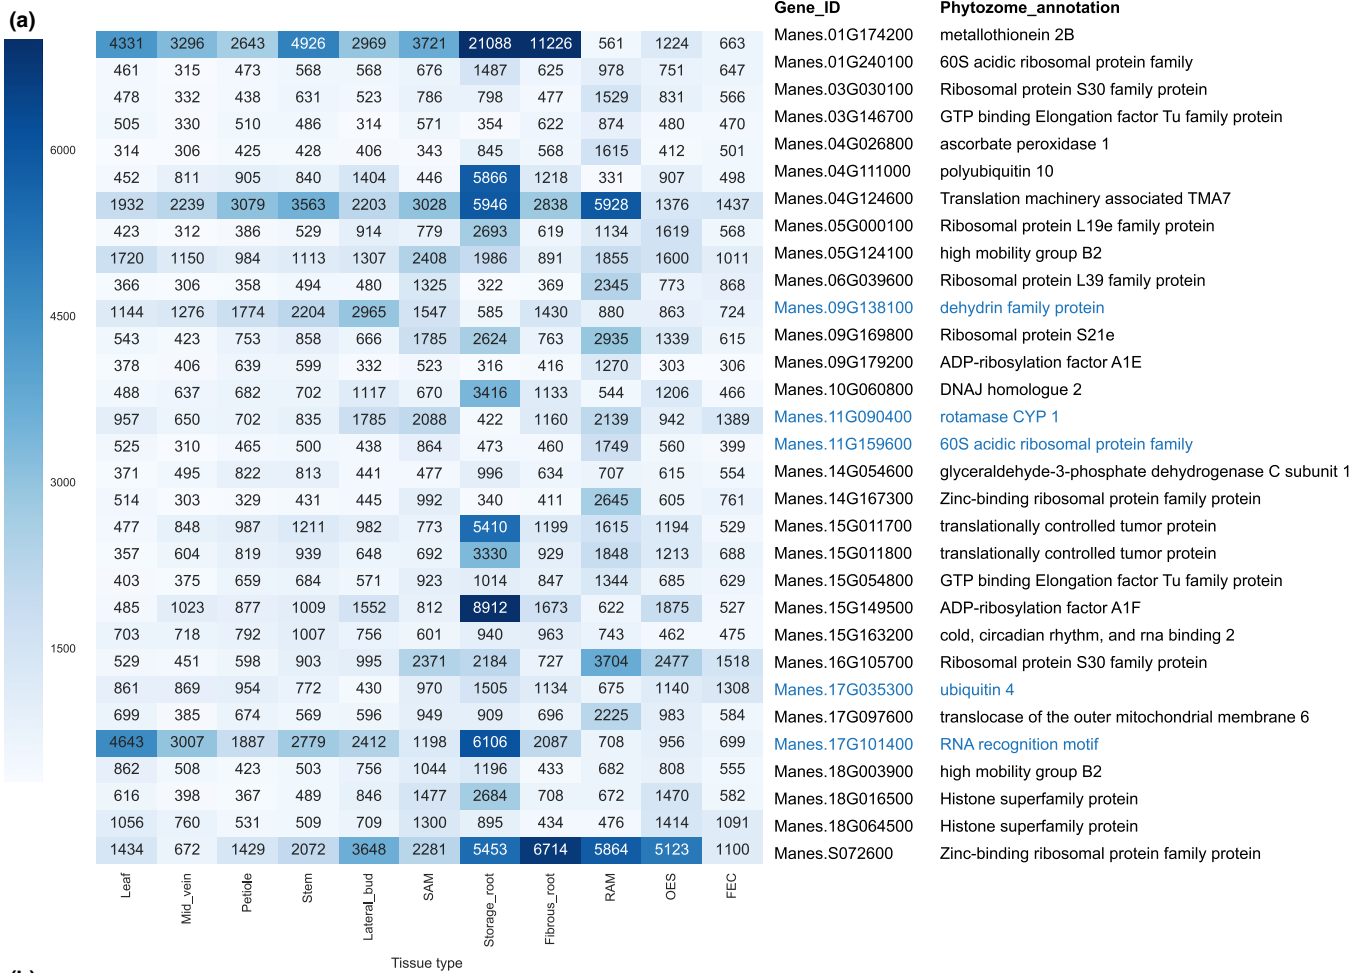 (a)
Gene_ID Phytozome_annotation
4331 3296 2643 4926 2969 3721 21088 11226 561 1224 663 Manes.01G174200 metallothionein 2B
461 315 473 568 568 676 1487 625 978 751 647 Manes.01G240100 60S acidic ribosomal protein family
478 332 438 631 523 786 798 477 1529 831 566 Manes.03G030100 Ribosomal protein S30 family protein
505 330 510 486 314 571 354 622 874 480 470 Manes.03G146700 GTP binding Elongation factor Tu family protein
314 306 425 428 406 343 845 568 1615 412 501 Manes.04G026800 ascorbate peroxidase 1
6000
452 811 905 840 1404 446 5866 1218 331 907 498 Manes.04G111000 polyubiquitin 10
1932 2239 3079 3563 2203 3028 5946 2838 5928 1376 1437 Manes.04G124600 Translation machinery associated TMA7
423 312 386 529 914 779 2693 619 1134 1619 568 Manes.05G000100 Ribosomal protein L19e family protein
1720 1150 984 1113 1307 2408 1986 891 1855 1600 1011 Manes.05G124100 high mobility group B2
366 306 358 494 480 1325 322 369 2345 773 868 Manes.06G039600 Ribosomal protein L39 family protein
1144 1276 1774 2204 2965 1547 585 1430 880 863 724 Manes.09G138100 dehydrin family protein
4500
543 423 753 858 666 1785 2624 763 2935 1339 615 Manes.09G169800 Ribosomal protein S21e
378 406 639 599 332 523 316 416 1270 303 306 Manes.09G179200 ADP-ribosylation factor A1E
488 637 682 702 1117 670 3416 1133 544 1206 466 Manes.10G060800 DNAJ homologue 2
957 650 702 835 1785 2088 422 1160 2139 942 1389 Manes.11G090400 rotamase CYP 1
525 310 465 500 438 864 473 460 1749 560 399 Manes.11G159600 60S acidic ribosomal protein family
371 495 822 813 441 477 996 634 707 615 554 Manes.14G054600 glyceraldehyde-3-phosphate dehydrogenase C subunit 1
3000
514 303 329 431 445 992 340 411 2645 605 761 Manes.14G167300 Zinc-binding ribosomal protein family protein
477 848 987 1211 982 773 5410 1199 1615 1194 529 Manes.15G011700 translationally controlled tumor protein
357 604 819 939 648 692 3330 929 1848 1213 688 Manes.15G011800 translationally controlled tumor protein
403 375 659 684 571 923 1014 847 1344 685 629 Manes.15G054800 GTP binding Elongation factor Tu family protein
485 1023 877 1009 1552 812 8912 1673 622 1875 527 Manes.15G149500 ADP-ribosylation factor A1F
703 718 792 1007 756 601 940 963 743 462 475 Manes.15G163200 cold, circadian rhythm, and rna binding 2
1500
529 451 598 903 995 2371 2184 727 3704 2477 1518 Manes.16G105700 Ribosomal protein S30 family protein
861 869 954 772 430 970 1505 1134 675 1140 1308 Manes.17G035300 ubiquitin 4
699 385 674 569 596 949 909 696 2225 983 584 Manes.17G097600 translocase of the outer mitochondrial membrane 6
4643 3007 1887 2779 2412 1198 6106 2087 708 956 699 Manes.17G101400 RNA recognition motif
862 508 423 503 756 1044 1196 433 682 808 555 Manes.18G003900 high mobility group B2
616 398 367 489 846 1477 2684 708 672 1470 582 Manes.18G016500 Histone superfamily protein
1056 760 531 509 709 1300 895 434 476 1414 1091 Manes.18G064500 Histone superfamily protein
1434 672 1429 2072 3648 2281 5453 6714 5864 5123 1100 Manes.S072600 Zinc-binding ribosomal protein family protein
Leaf Mid_vein Petiole Stem Lateral_bud SAM Storage_root Fibrous_root RAM OES FEC
Tissue type